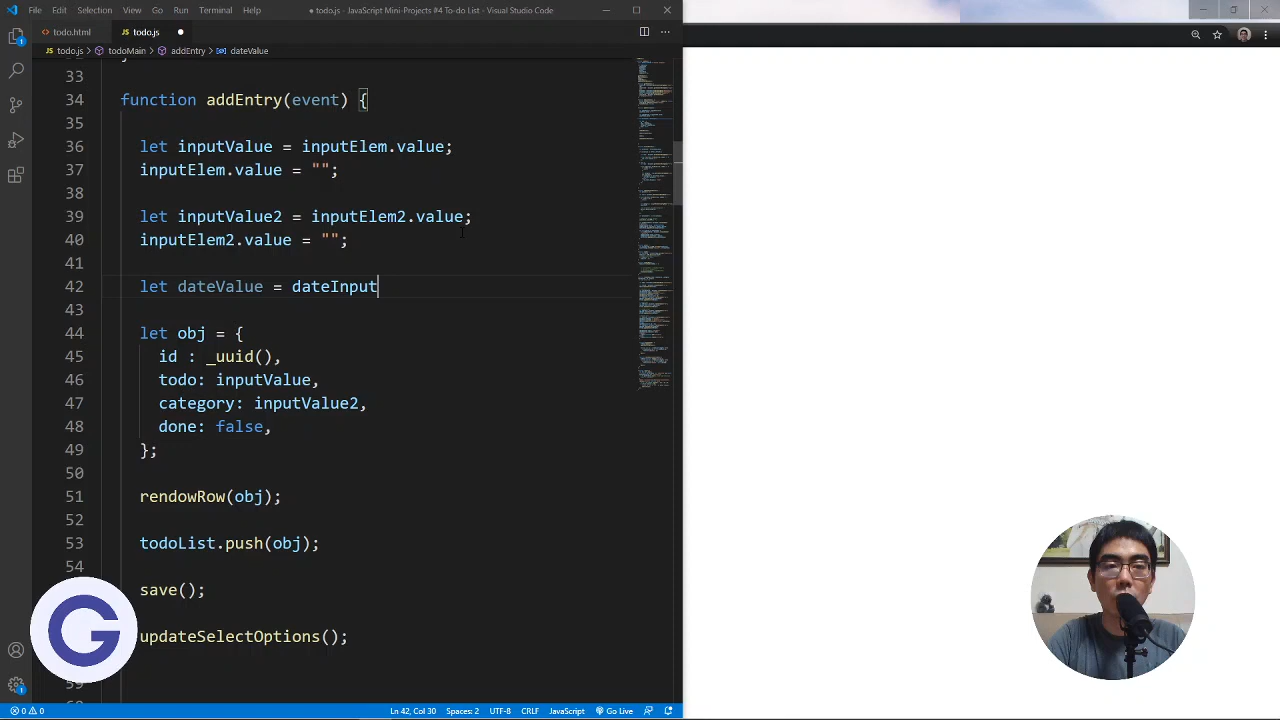 File Edit Selection View Go Run Terminal Help
● todo.js - JavaScript Mini-Projects #4 To-do List - Visual Studio Code
todo.html
JS todo.js ●
JS todo.js > todoMain > addEntry > dateValue
33
34 function addEntry(event) {
35
36 let inputValue = inputElem.value;
37 inputElem.value = "";
38
39 let inputValue2 = inputElem2.value;
40 inputElem2.value = "";
41
42 let dateValue = dateInput
43
44 let obj = {
45 id : _uuid(),
46 todo: inputValue,
47 category: inputValue2,
48 done: false,
49 };
50
51 rendowRow(obj);
52
53 todoList.push(obj);
54
save();
updateSelectOptions();
59
G
0 0
Ln 42, Col 30 Spaces: 2 UTF-8 CRLF JavaScript Go Live